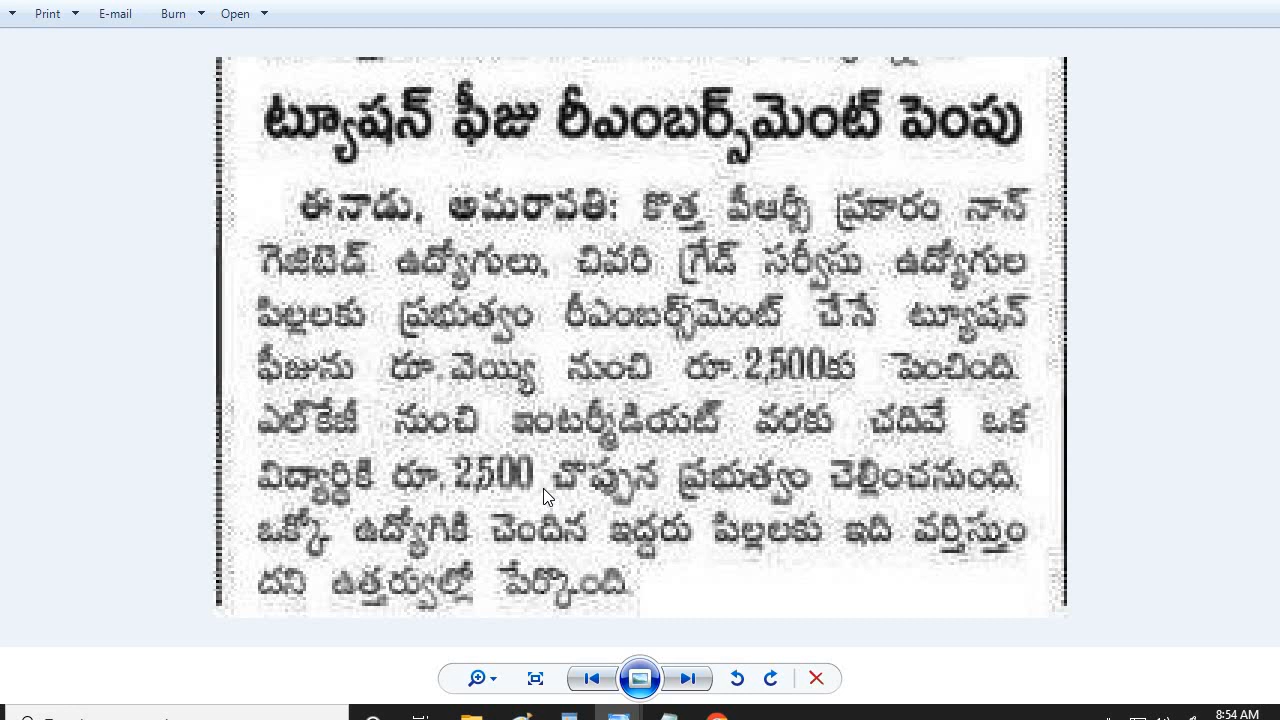 Print E-mail Burn Open
ట్యూషన్ ఫీజు రీఎంబర్స్‌మెంట్ పెంపు
ఈనాడు, అమరావతి: కొత్త పీఆర్సీ ప్రకారం నాన్
గెజిటెడ్ ఉద్యోగులు, చివరి గ్రేడ్ సర్వీసు ఉద్యోగుల
పిల్లలకు ప్రభుత్వం రీఎంబర్స్‌మెంట్ చేసే ట్యూషన్
ఫీజును రూ.వెయ్యి నుంచి రూ.2,500కు పెంచింది.
ఎల్‌కేజీ నుంచి ఇంటర్మీడియట్ వరకు చదివే ఒక
విద్యార్థికి రూ.2,500 చొప్పున ప్రభుత్వం చెల్లించనుంది.
ఒక్కో ఉద్యోగికి చెందిన ఇద్దరు పిల్లలకు ఇది వర్తిస్తుం
దని ఉత్తర్వుల్లో పేర్కొంది.
8:54 AM